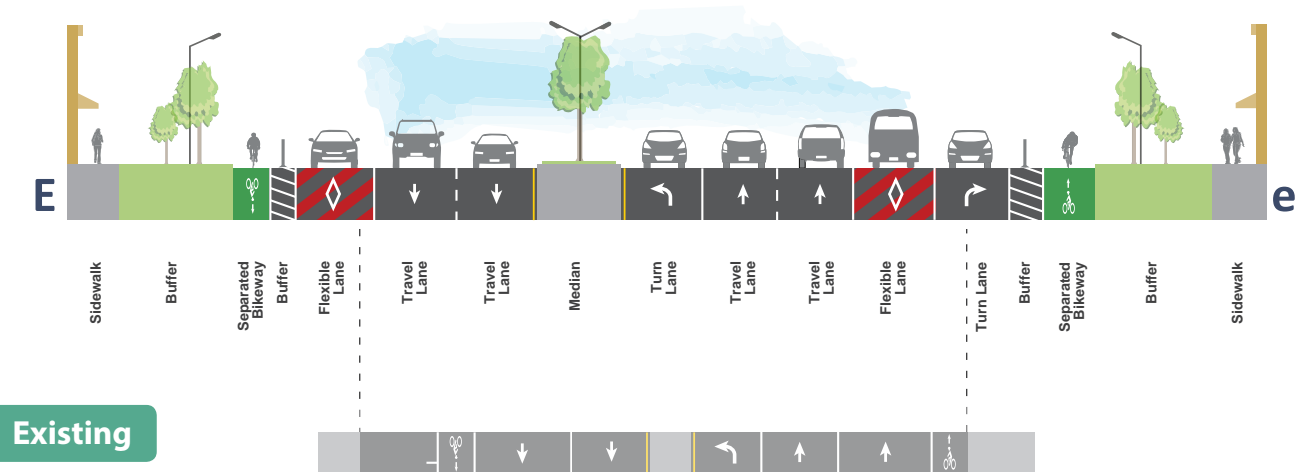 E
e
Sidewalk
Buffer
Separated
Bikeway
Buffer
Flexible
Lane
Travel
Lane
Travel
Lane
Median
Turn
Lane
Travel
Lane
Travel
Lane
Flexible
Lane
Turn Lane
Buffer
Separated
Bikeway
Buffer
Sidewalk
Existing